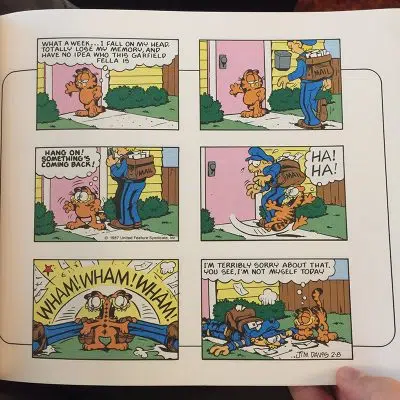 WHAT A WEEK... I FALL ON MY HEAD,
TOTALLY LOSE MY MEMORY, AND
HAVE NO IDEA WHO THIS GARFIELD
FELLA IS
MAIL
HANG ON!
SOMETHING'S
COMING BACK!
MAIL
© 1987 United Feature Syndicate, Inc.
HA!
HA!
MAIL
WHAM! WHAM! WHAM!
I'M TERRIBLY SORRY ABOUT THAT.
YOU SEE, I'M NOT MYSELF TODAY
JIM DAVIS 2-8